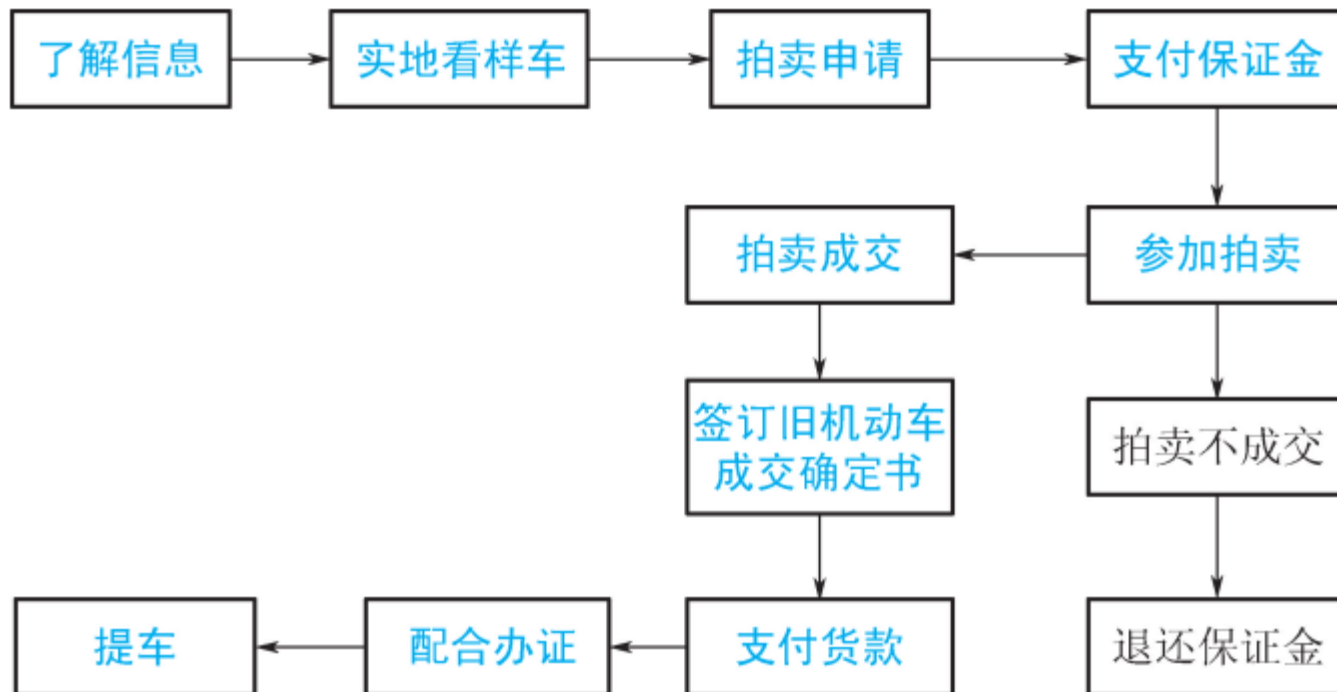 了解信息
实地看样车
拍卖申请
支付保证金
拍卖成交
参加拍卖
签订旧机动车
成交确定书
拍卖不成交
提车
配合办证
支付货款
退还保证金